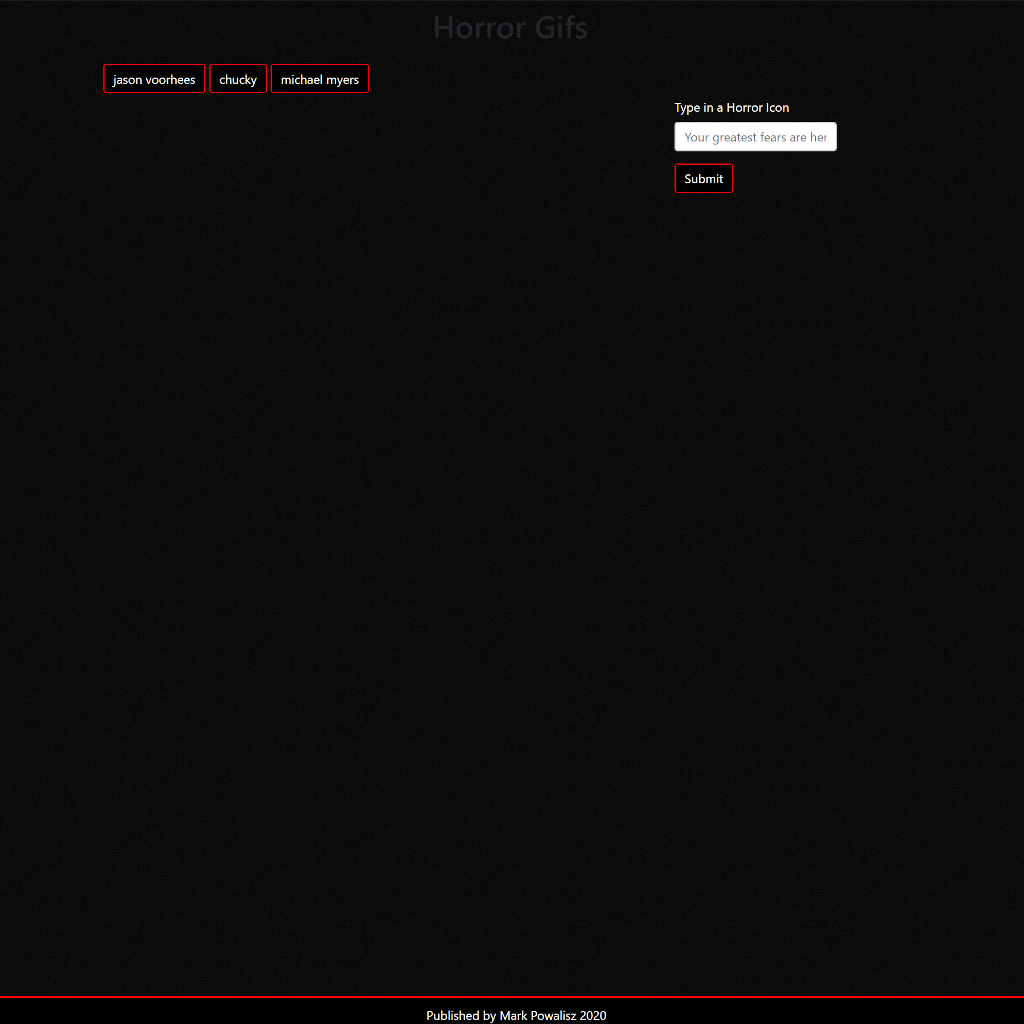 Horror Gifs
jason voorhees chucky michael myers
Type in a Horror Icon
Your greatest fears are her
Submit
Published by Mark Powalisz 2020